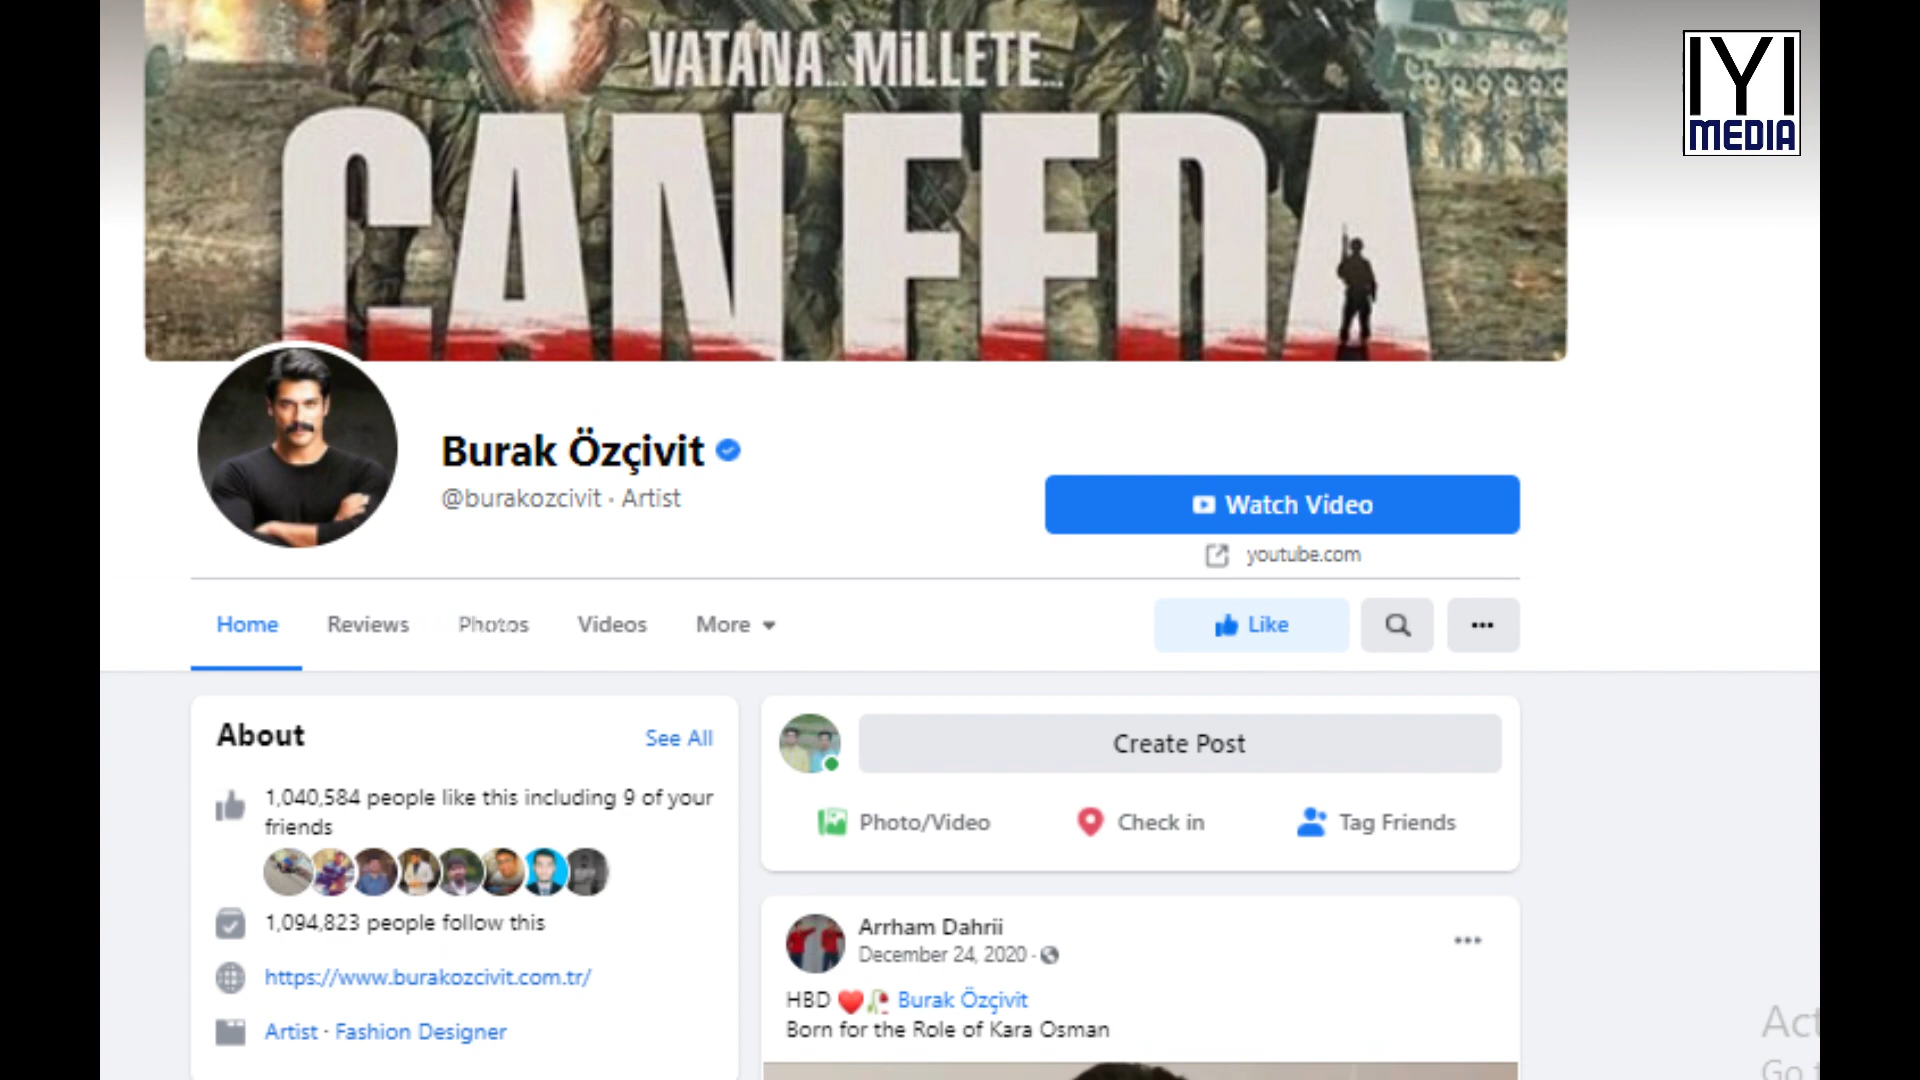 VATANA... MİLLETE...
CAN FEDA
IYI
MEDIA
Burak Özçivit
@burakozcivit · Artist
Watch Video
youtube.com
Home
Reviews
Photos
Videos
More
Like
About
See All
1,040,584 people like this including 9 of your
friends
1,094,823 people follow this
https://www.burakozcivit.com.tr/
Artist · Fashion Designer
Create Post
Photo/Video
Check in
Tag Friends
Arrham Dahrii
December 24, 2020 ·
HBD ❤️🥀 Burak Özçivit
Born for the Role of Kara Osman
Act
Go t